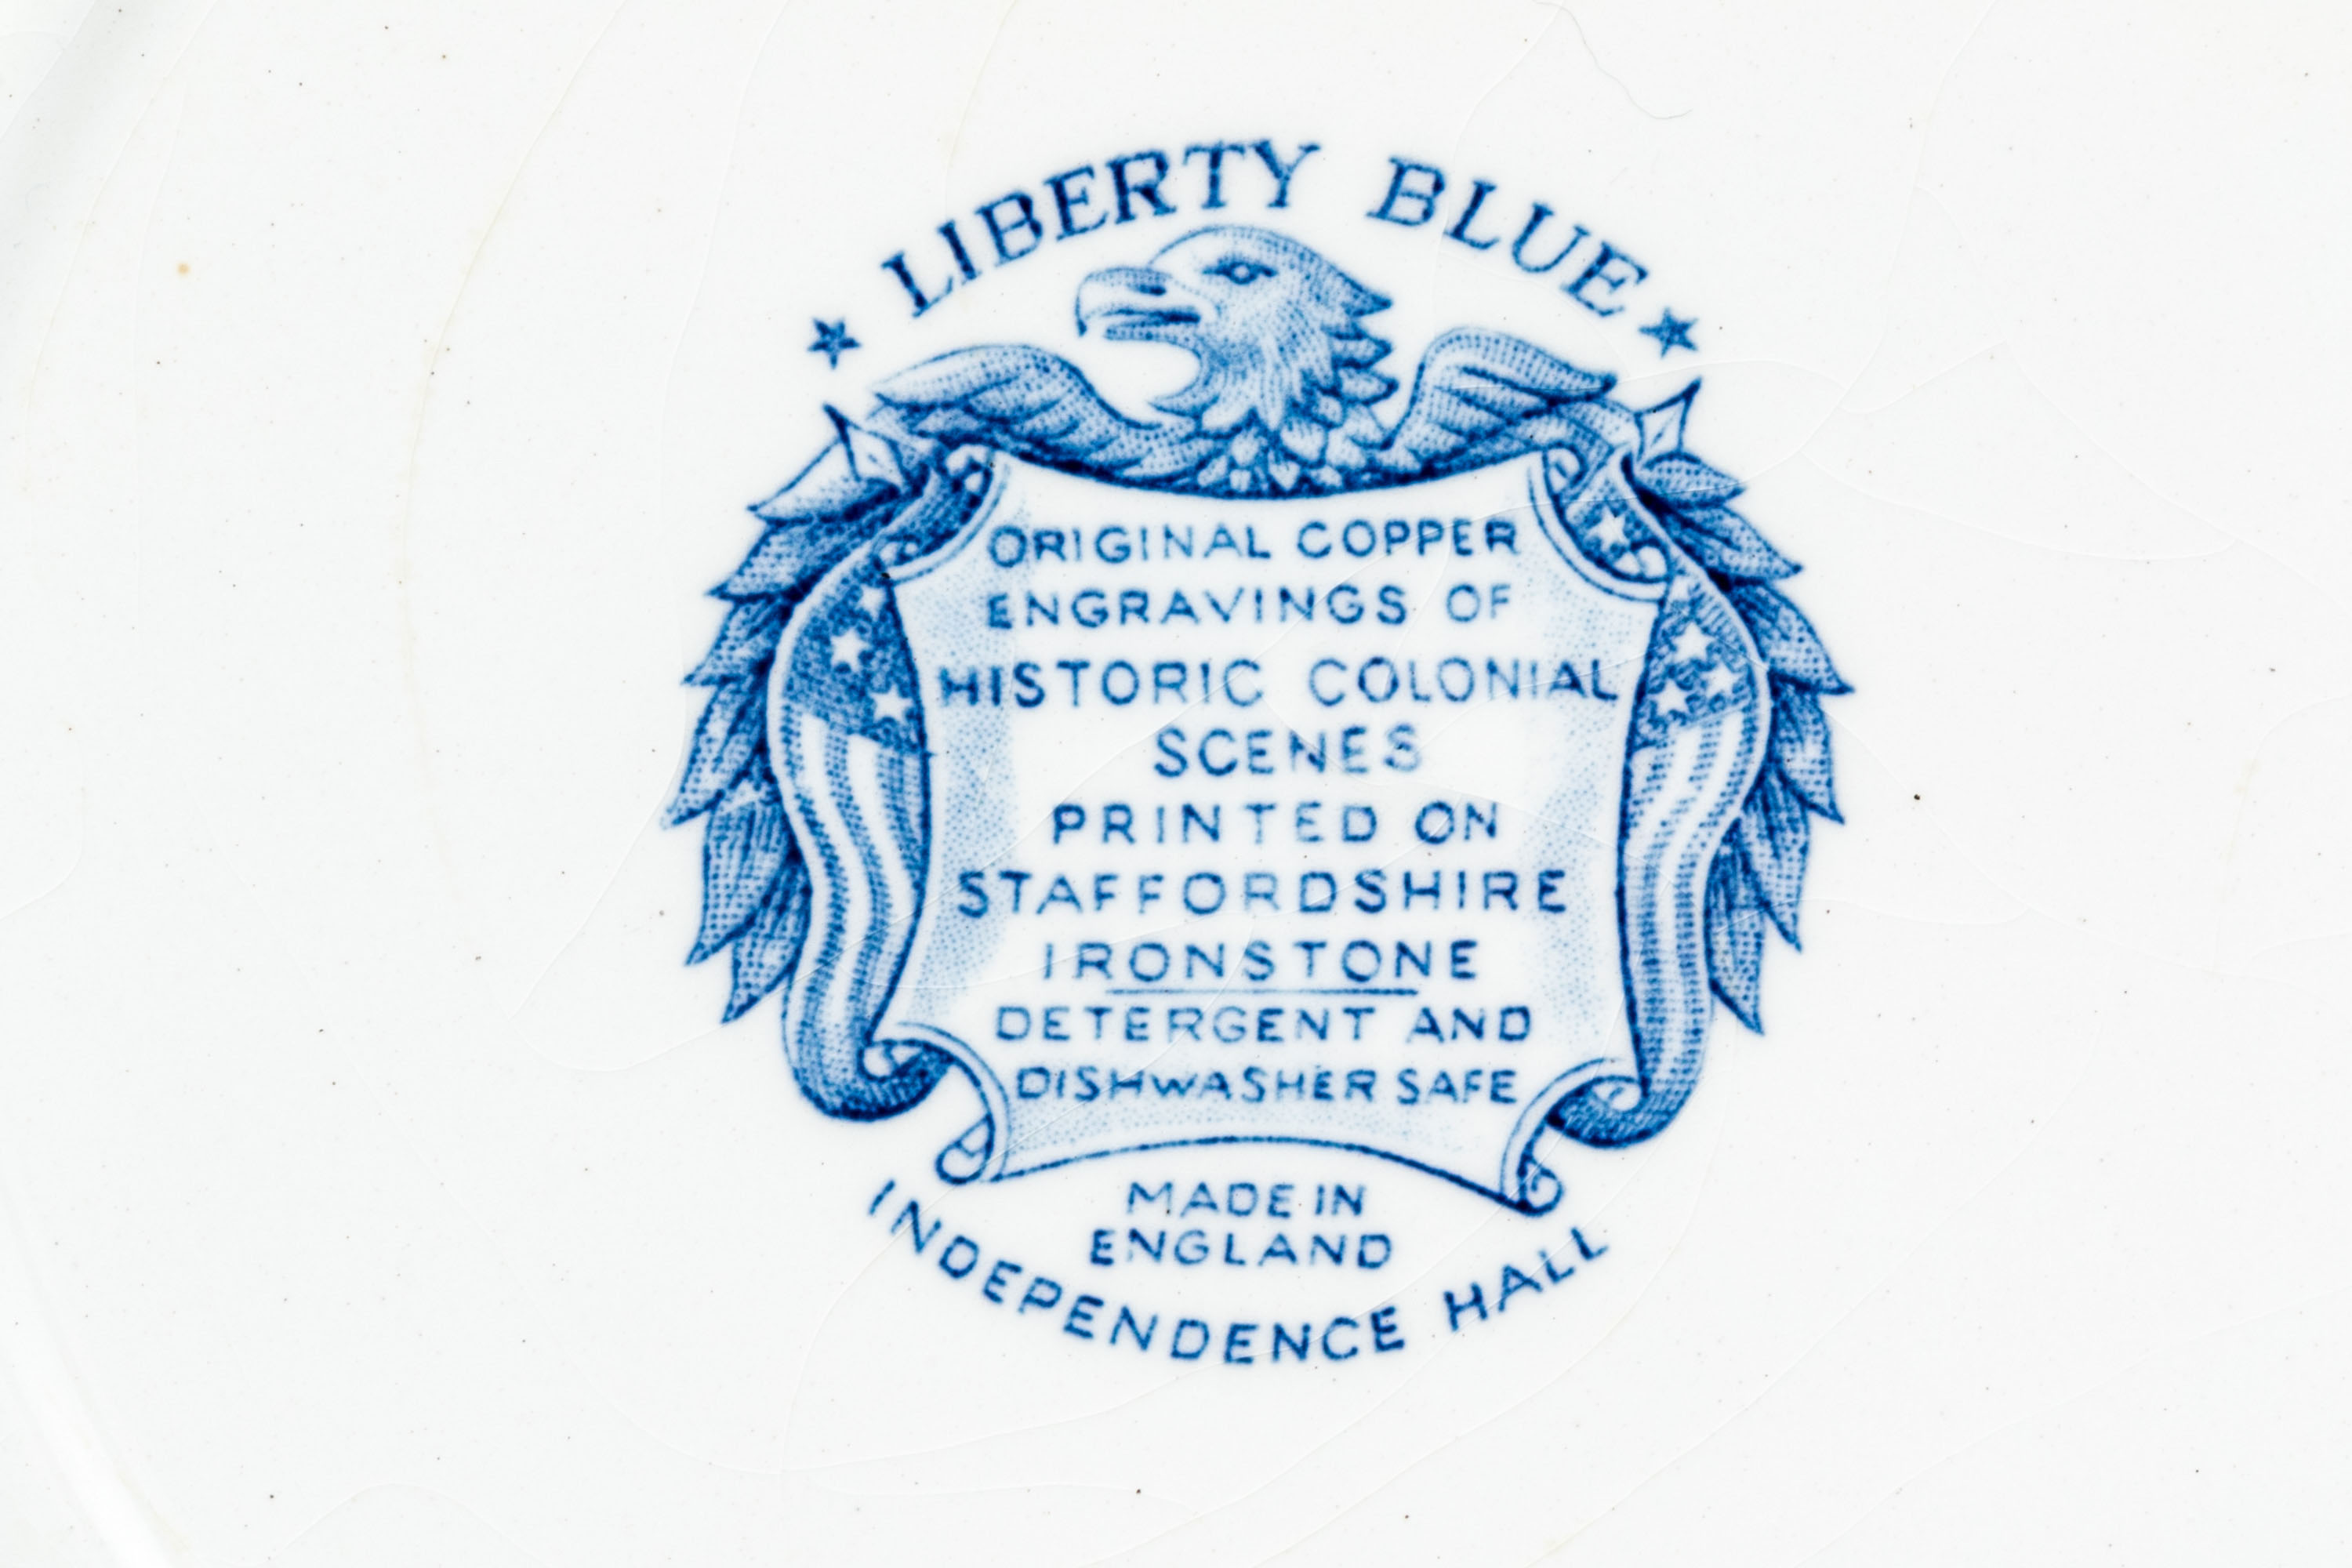 LIBERTY BLUE
ORIGINAL COPPER
ENGRAVINGS OF
HISTORIC COLONIAL
SCENES
PRINTED ON
STAFFORDSHIRE
IRONSTONE
DETERGENT AND
DISHWASHER SAFE
MADE IN
ENGLAND
INDEPENDENCE HALL